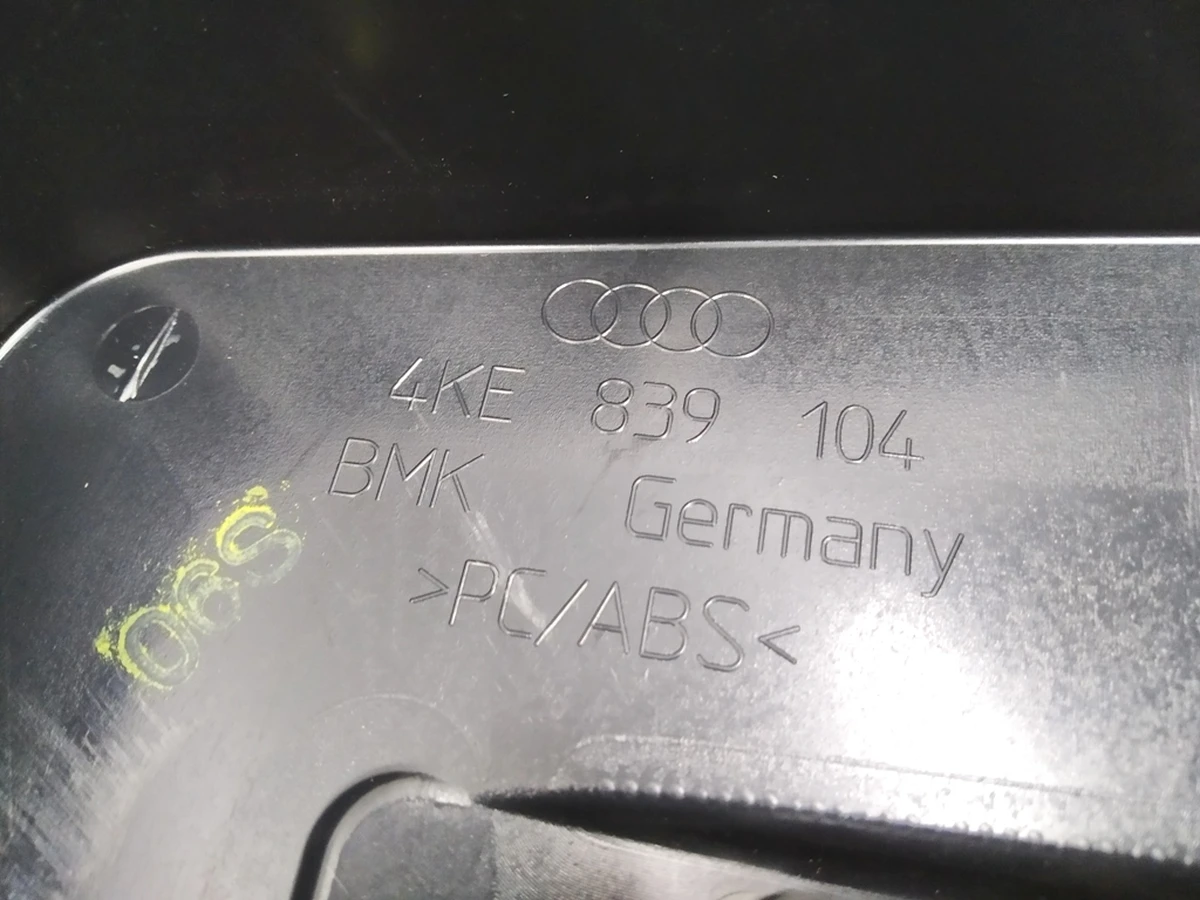 4KE 839 104
BMK Germany
>PC/ABS<